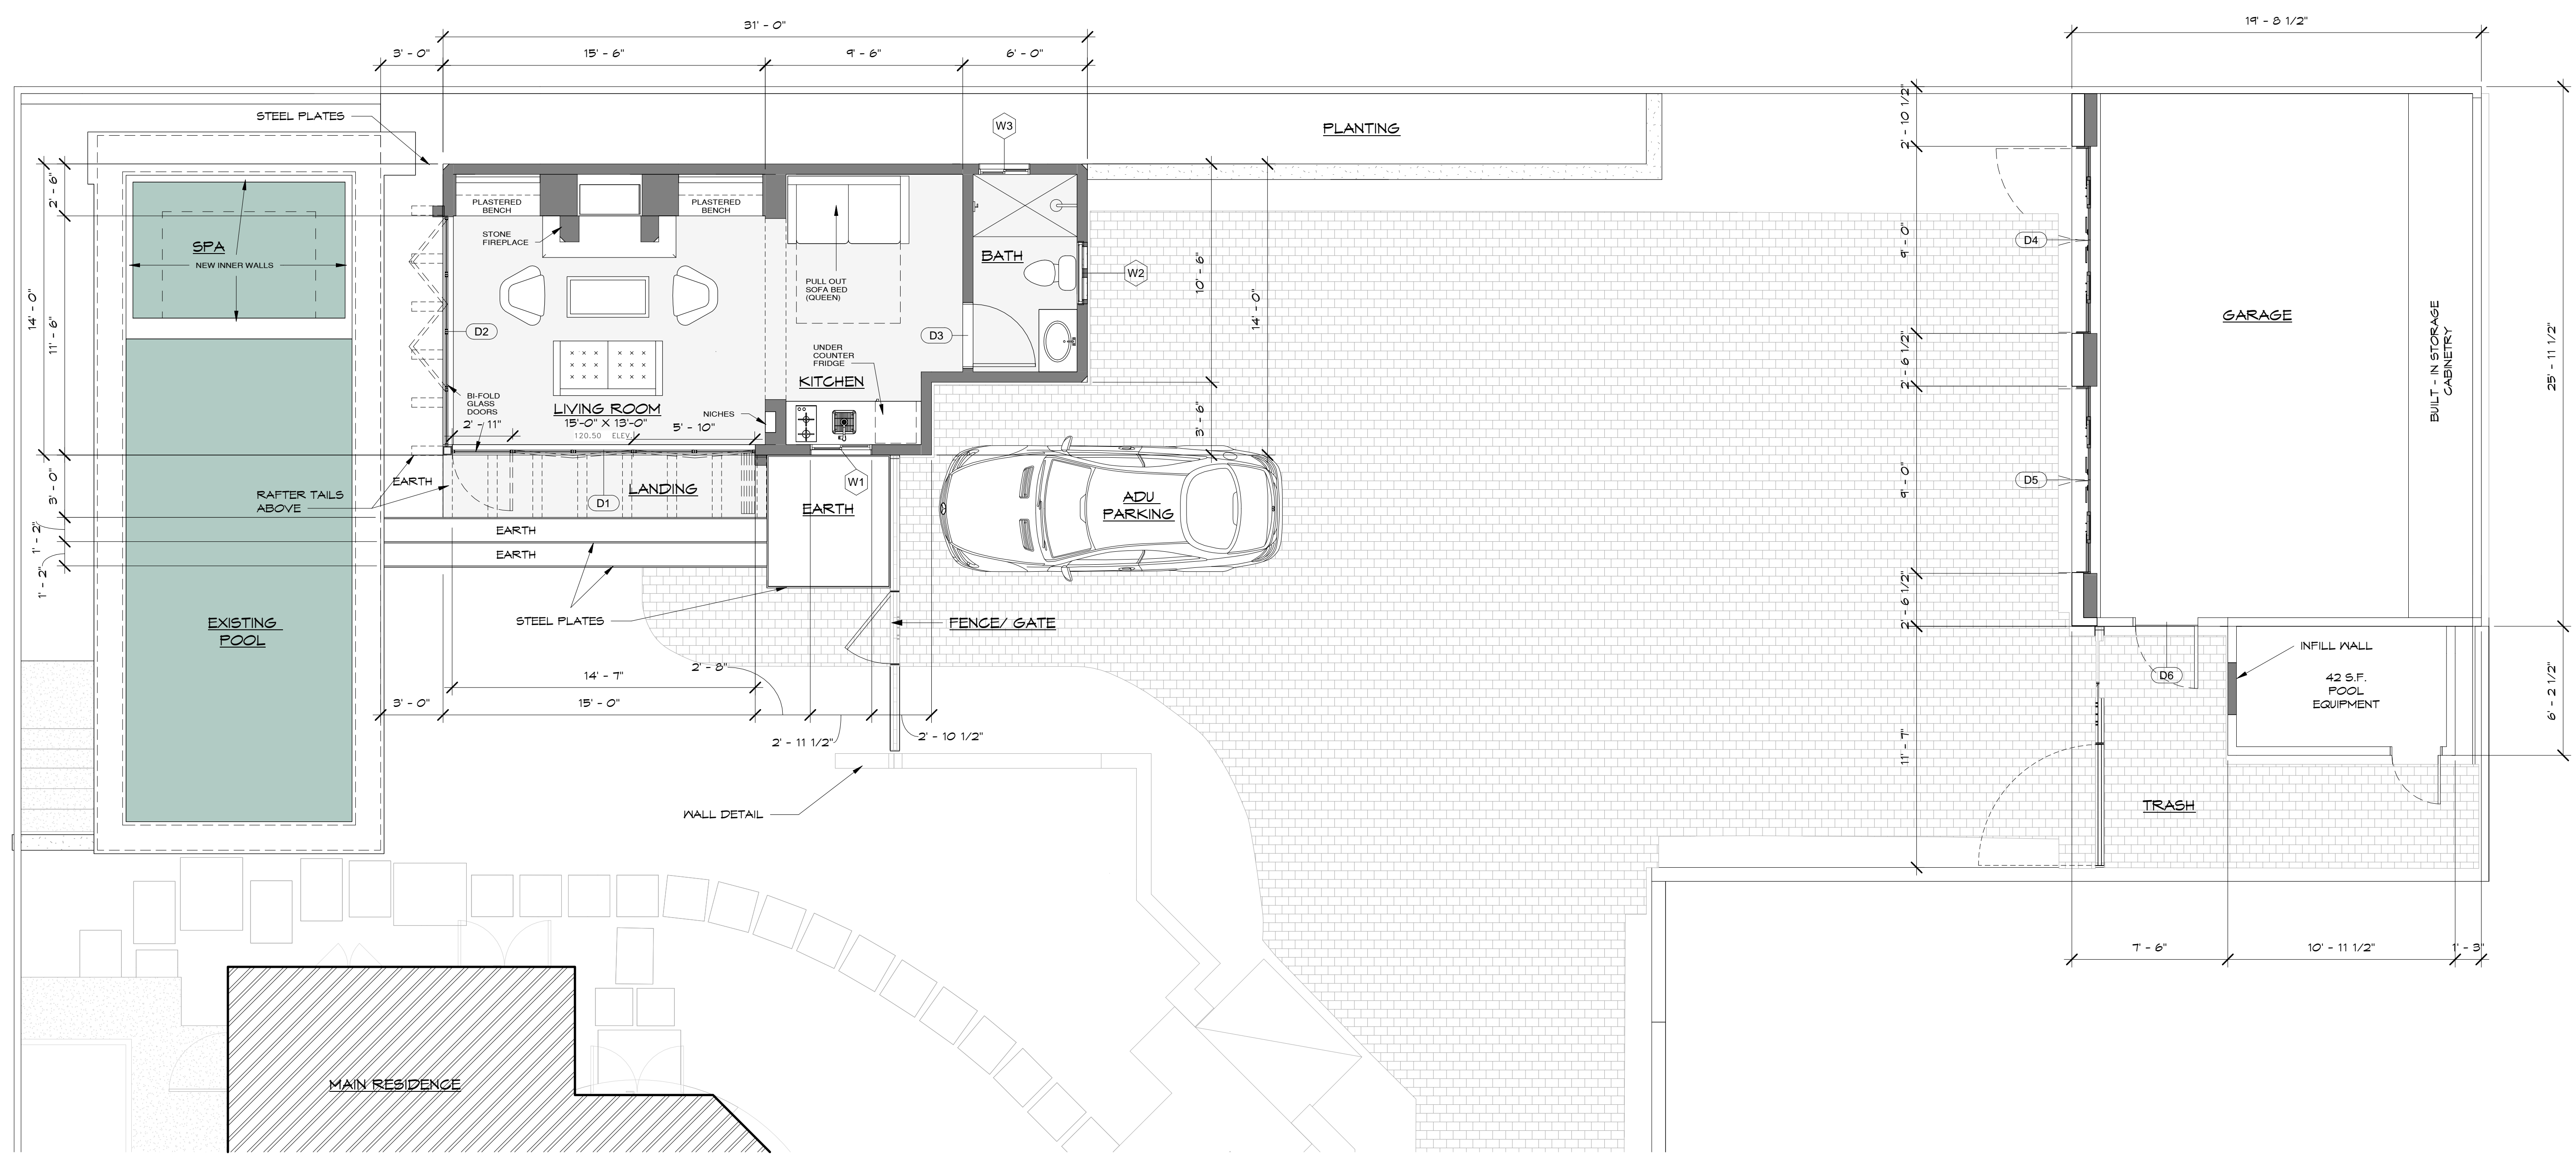 31' - 0"
19' - 8 1/2"
3' - 0"
15' - 6"
9' - 6"
6' - 0"
STEEL PLATES
W3
PLANTING
2' - 10 1/2"
2' - 6"
PLASTERED
BENCH
PLASTERED
BENCH
STONE
FIREPLACE
SPA
NEW INNER WALLS
BATH
W2
10' - 6"
9' - 0"
D4
PULL OUT
SOFA BED
(QUEEN)
14' - 0"
11' - 6"
14' - 0"
GARAGE
BUILT - IN STORAGE
CABINETRY
25' - 11 1/2"
D2
D3
UNDER
COUNTER
FRIDGE
KITCHEN
2' - 6 1/2"
BI-FOLD
GLASS
DOORS
LIVING ROOM
15'-0" X 13'-0"
120.50 ELEV.
NICHES
2' - 11"
5' - 10"
3' - 6"
3' - 0"
EARTH
RAFTER TAILS
ABOVE
LANDING
D1
W1
EARTH
ADU
PARKING
9' - 0"
D5
EARTH
EARTH
1' - 2"
1' - 2"
STEEL PLATES
FENCE/ GATE
2' - 6 1/2"
EXISTING
POOL
INFILL WALL
42 S.F.
POOL
EQUIPMENT
D6
6' - 2 1/2"
2' - 8"
14' - 7"
3' - 0"
15' - 0"
2' - 11 1/2"
2' - 10 1/2"
11' - 7"
WALL DETAIL
TRASH
7' - 6"
10' - 11 1/2"
1' - 3"
MAIN RESIDENCE